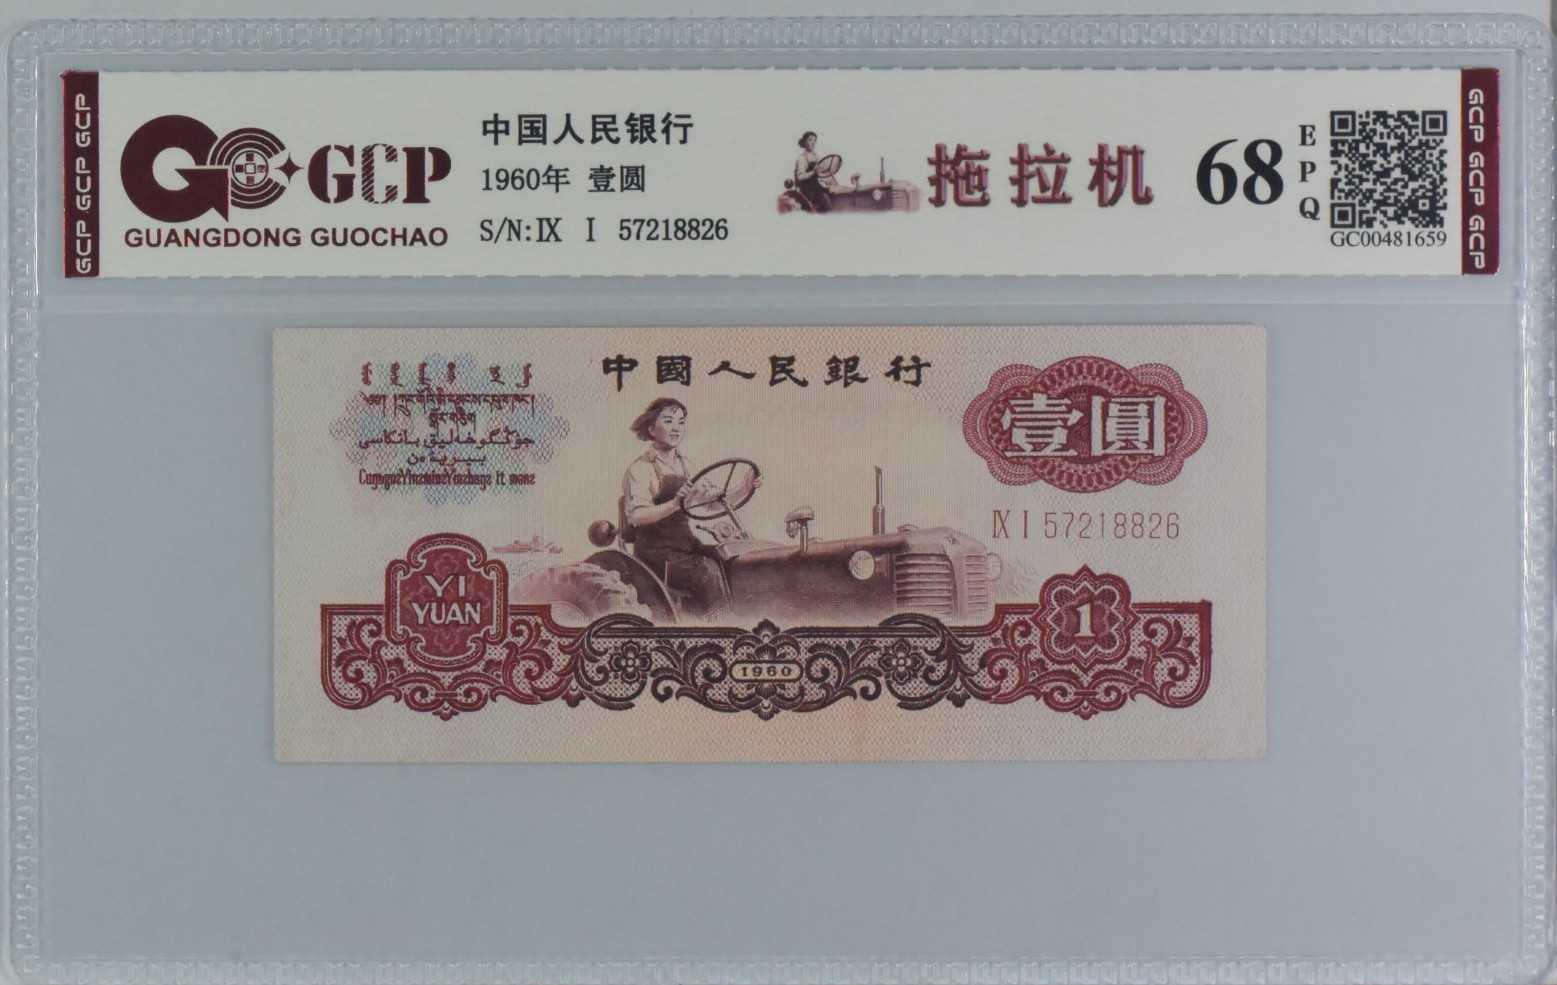 GCP GCP GCP
GCP
GUANGDONG GUOCHAO
中国人民银行
1960年 壹圆
S/N:Ⅸ Ⅰ 57218826
拖拉机
68
E
P
Q
GC00481659
GCP GCP GCP
中國人民銀行
壹圓
Ⅸ Ⅰ 57218826
YI
YUAN
1
1960